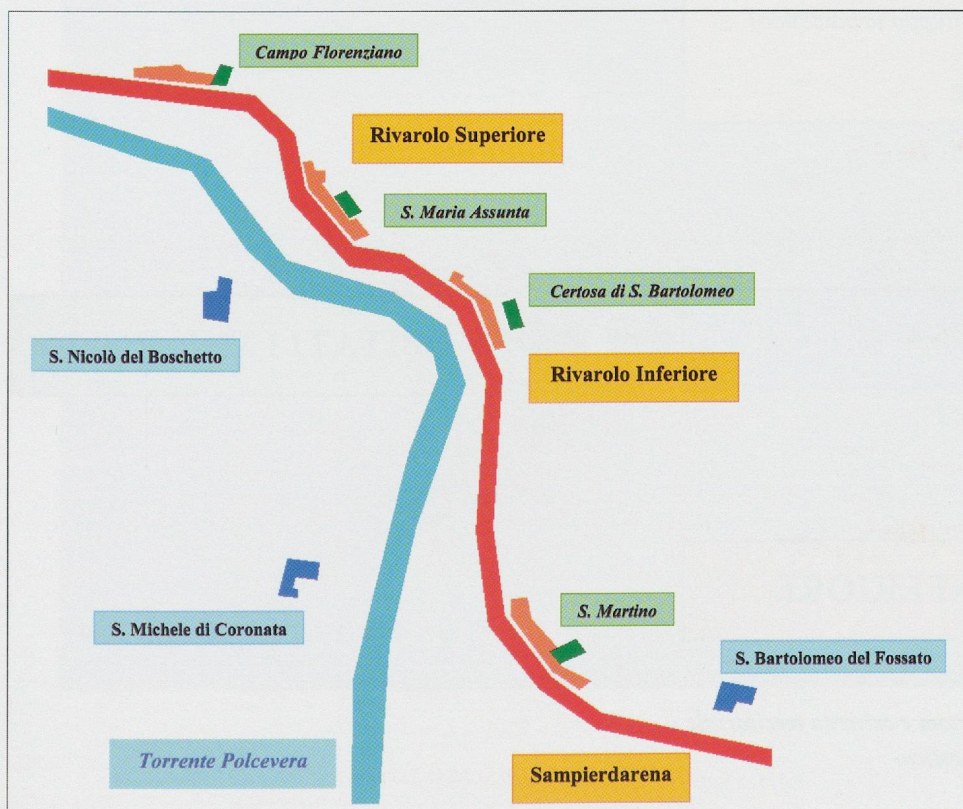 Campo Florenziano
Rivarolo Superiore
S. Maria Assunta
Certosa di S. Bartolomeo
S. Nicolò del Boschetto
Rivarolo Inferiore
S. Martino
S. Michele di Coronata
S. Bartolomeo del Fossato
Torrente Polcevera
Sampierdarena